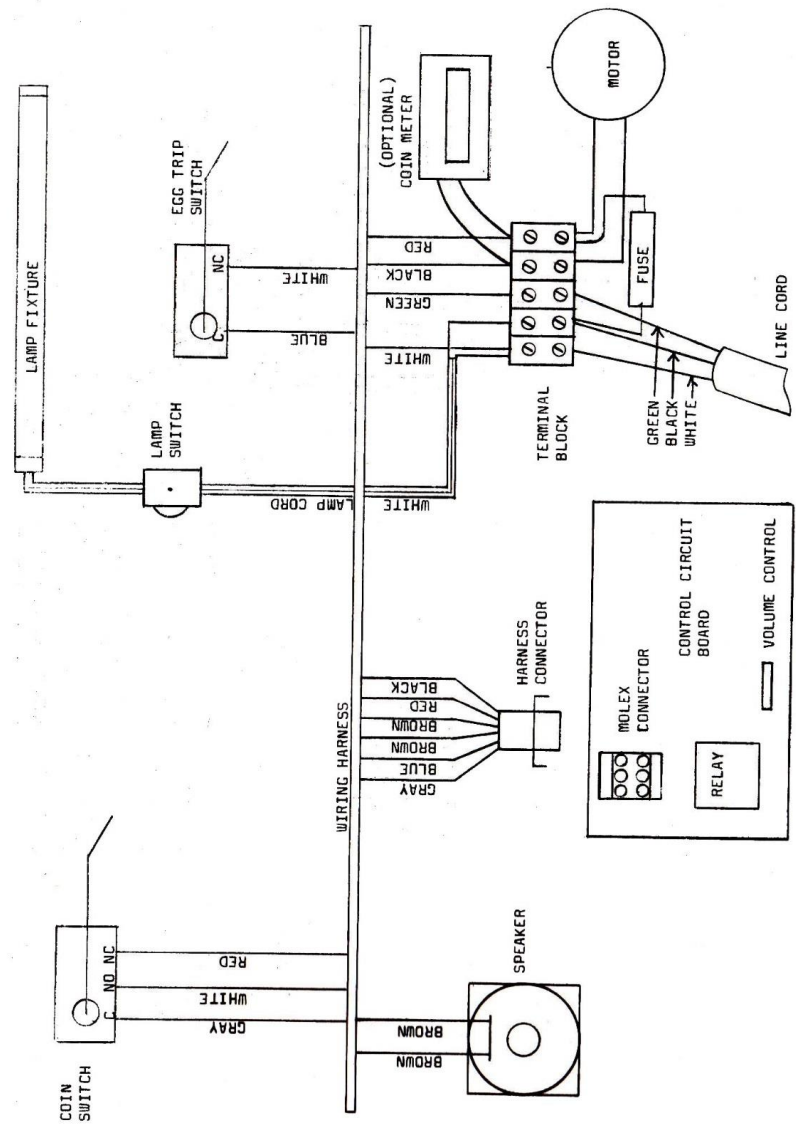 LAMP FIXTURE
EGG TRIP
SWITCH
C
NC
BLUE
WHITE
LAMP
SWITCH
COIN
SWITCH
C NO NC
GRAY
WHITE
RED
WIRING HARNESS
WHITE LAMP CORD
BROWN
BROWN
SPEAKER
GRAY
BLUE
BROWN
BROWN
RED
BLACK
HARNESS
CONNECTOR
WHITE
GREEN
BLACK
RED
(OPTIONAL)
COIN METER
MOTOR
TERMINAL
BLOCK
FUSE
GREEN
BLACK
WHITE
LINE CORD
MOLEX
CONNECTOR
CONTROL CIRCUIT
BOARD
RELAY
VOLUME CONTROL